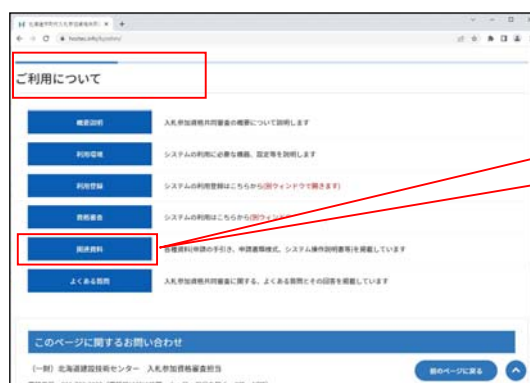 ご利用について
概要説明
入札参加資格共同審査の概要について説明します
利用環境
システムの利用に必要な機器、設定等を説明します
利用登録
システムの利用登録はこちらから(別ウィンドウで開きます)
資格審査
システムの利用はこちらから(別ウィンド
関連資料
各種資料(申請の手引き、申請書類様式、システム操作説明書等)を掲載しています
よくある質問
入札参加資格共同審査に関する、よくある質問とその回答を掲載しています
このページに関するお問い合わせ
(一財) 北海道建設技術センター 入札参加資格審査担当
前のページに戻る